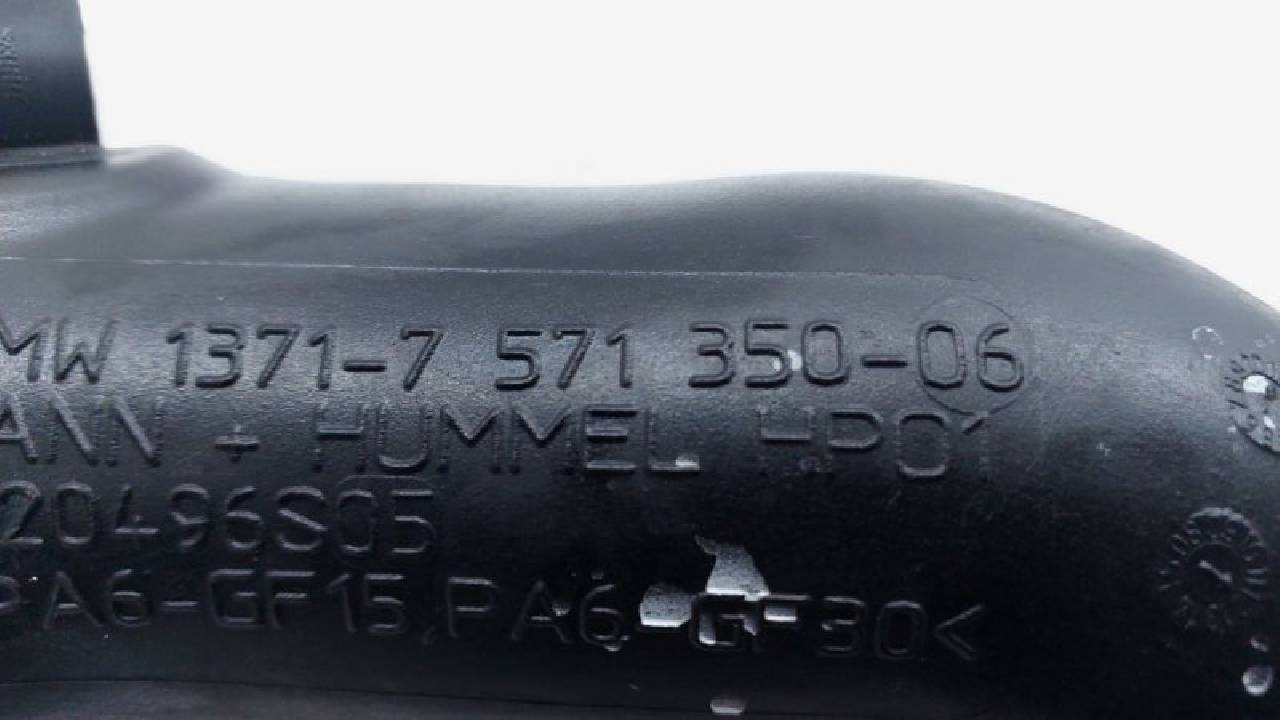 MW 1371-7 571 350-06
ANN + HUMMEL HP01
20496S05
PA6-GF15,PA6-GF30<